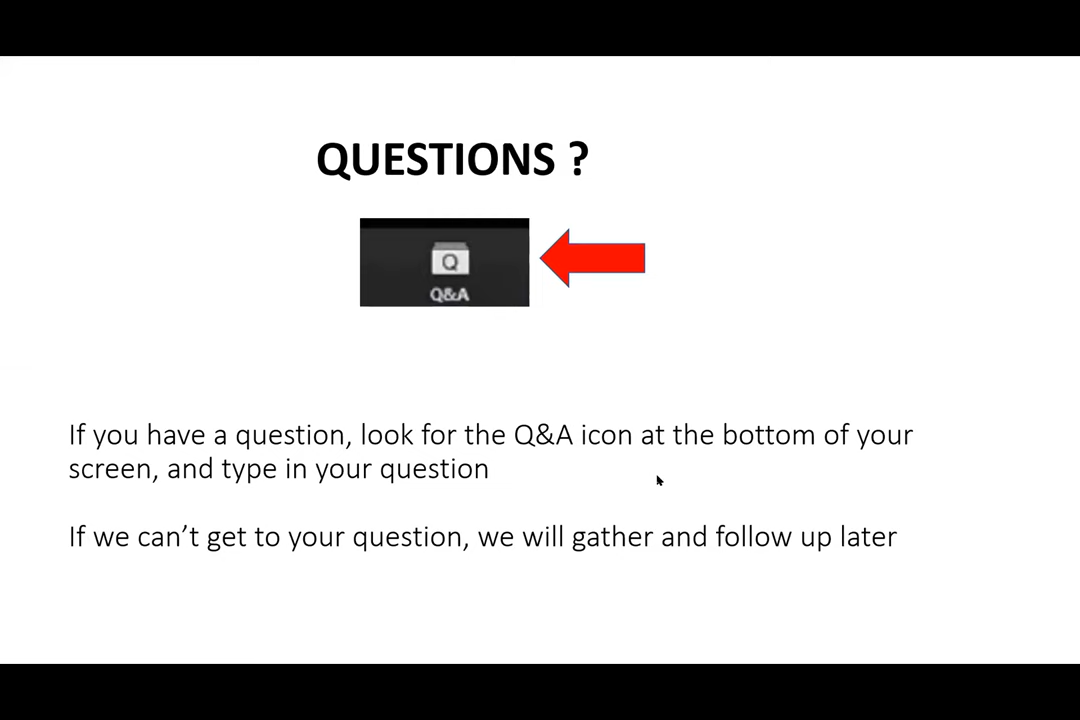 QUESTIONS ?
Q
Q&A
If you have a question, look for the Q&A icon at the bottom of your
screen, and type in your question
If we can’t get to your question, we will gather and follow up later